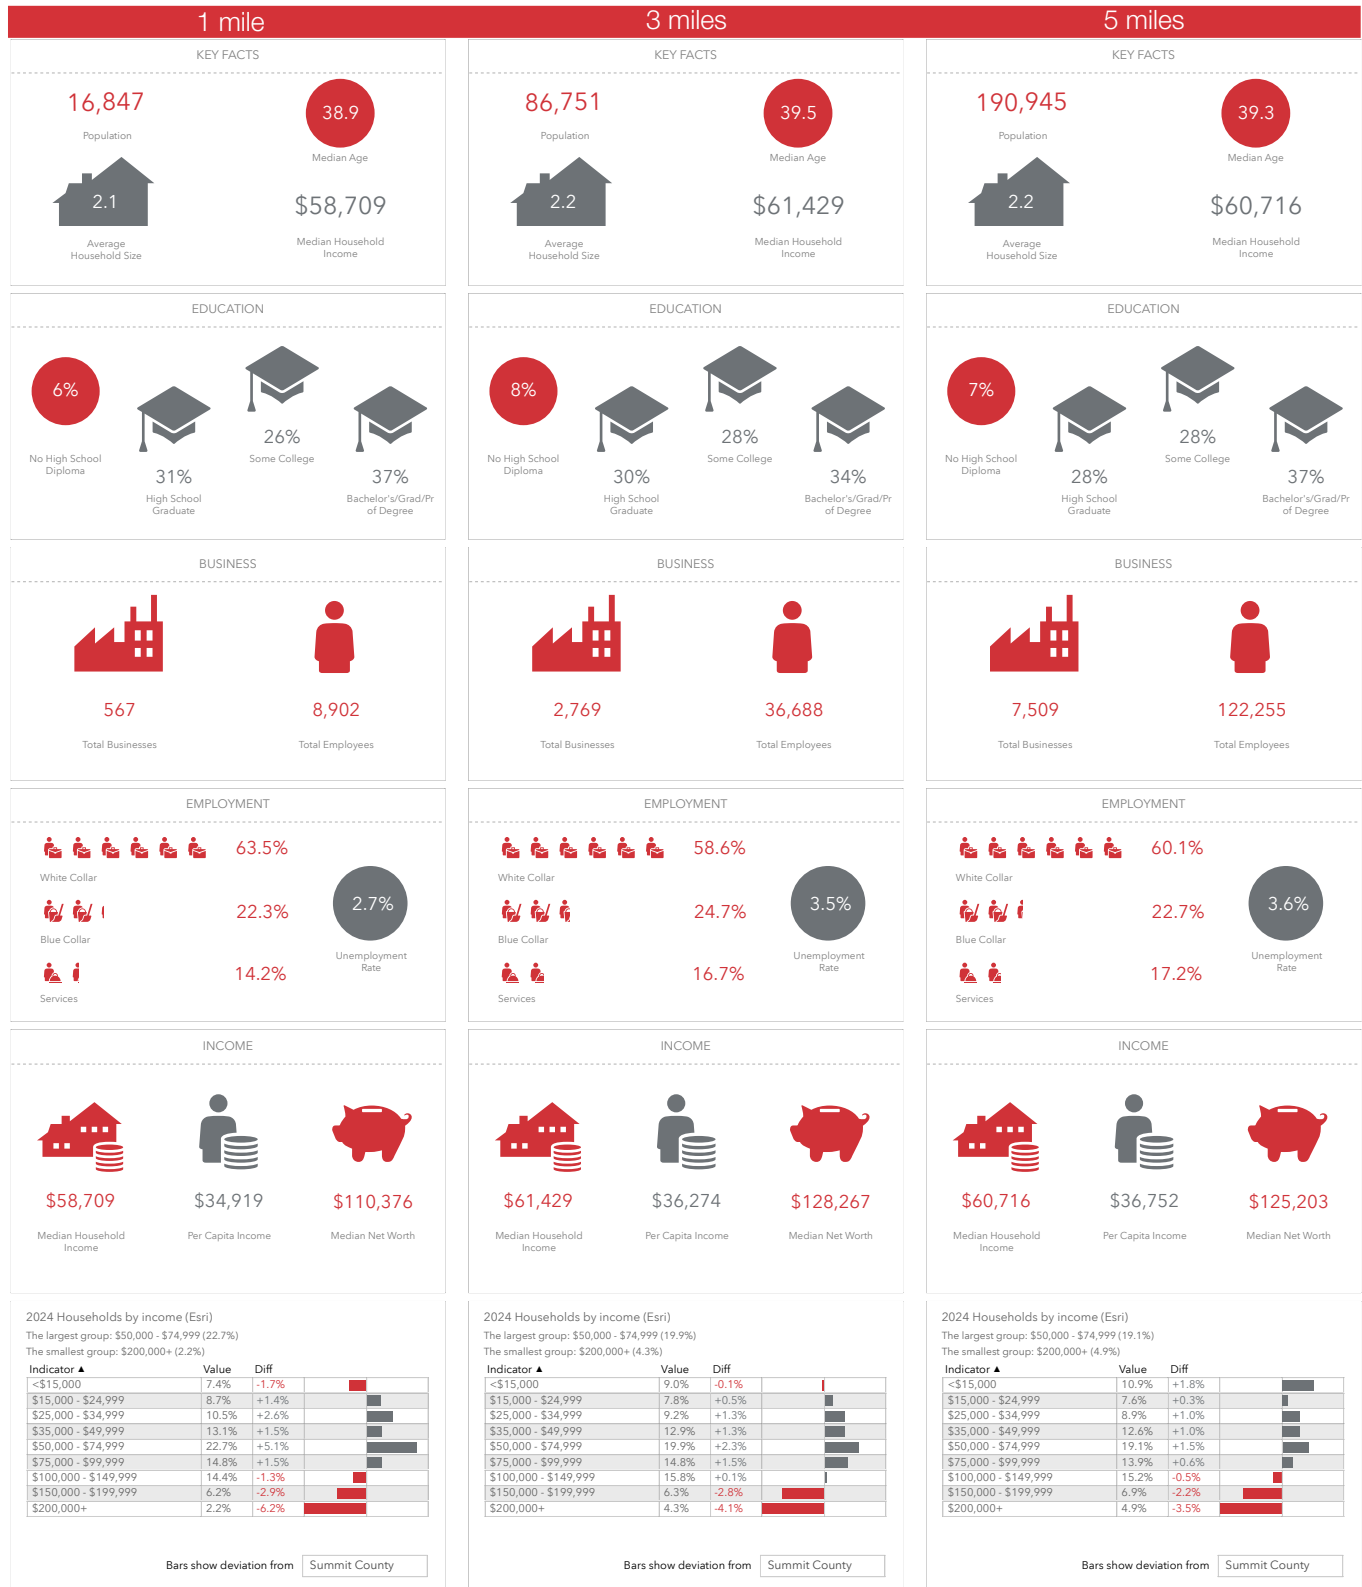 1 mile
3 miles
5 miles
KEY FACTS
16,847
Population
38.9
Median Age
2.1
Average
Household Size
$58,709
Median Household
Income
KEY FACTS
86,751
Population
39.5
Median Age
2.2
Average
Household Size
$61,429
Median Household
Income
KEY FACTS
190,945
Population
39.3
Median Age
2.2
Average
Household Size
$60,716
Median Household
Income
EDUCATION
6%
No High School
Diploma
31%
High School
Graduate
26%
Some College
37%
Bachelor's/Grad/Pr
of Degree
EDUCATION
8%
No High School
Diploma
30%
High School
Graduate
28%
Some College
34%
Bachelor's/Grad/Pr
of Degree
EDUCATION
7%
No High School
Diploma
28%
High School
Graduate
28%
Some College
37%
Bachelor's/Grad/Pr
of Degree
BUSINESS
567
Total Businesses
8,902
Total Employees
BUSINESS
2,769
Total Businesses
36,688
Total Employees
BUSINESS
7,509
Total Businesses
122,255
Total Employees
EMPLOYMENT
63.5%
White Collar
22.3%
Blue Collar
14.2%
Services
2.7%
Unemployment
Rate
EMPLOYMENT
58.6%
White Collar
24.7%
Blue Collar
16.7%
Services
3.5%
Unemployment
Rate
EMPLOYMENT
60.1%
White Collar
22.7%
Blue Collar
17.2%
Services
3.6%
Unemployment
Rate
INCOME
$58,709
Median Household
Income
$34,919
Per Capita Income
$110,376
Median Net Worth
INCOME
$61,429
Median Household
Income
$36,274
Per Capita Income
$128,267
Median Net Worth
INCOME
$60,716
Median Household
Income
$36,752
Per Capita Income
$125,203
Median Net Worth
2024 Households by income (Esri)
The largest group: $50,000 - $74,999 (22.7%)
The smallest group: $200,000+ (2.2%)
Indicator ▲ Value Diff
<$15,000 7.4% -1.7%
$15,000 - $24,999 8.7% +1.4%
$25,000 - $34,999 10.5% +2.6%
$35,000 - $49,999 13.1% +1.5%
$50,000 - $74,999 22.7% +5.1%
$75,000 - $99,999 14.8% +1.5%
$100,000 - $149,999 14.4% -1.3%
$150,000 - $199,999 6.2% -2.9%
$200,000+ 2.2% -6.2%
Bars show deviation from Summit County
2024 Households by income (Esri)
The largest group: $50,000 - $74,999 (19.9%)
The smallest group: $200,000+ (4.3%)
Indicator ▲ Value Diff
<$15,000 9.0% -0.1%
$15,000 - $24,999 7.8% +0.5%
$25,000 - $34,999 9.2% +1.3%
$35,000 - $49,999 12.9% +1.3%
$50,000 - $74,999 19.9% +2.3%
$75,000 - $99,999 14.8% +1.5%
$100,000 - $149,999 15.8% +0.1%
$150,000 - $199,999 6.3% -2.8%
$200,000+ 4.3% -4.1%
Bars show deviation from Summit County
2024 Households by income (Esri)
The largest group: $50,000 - $74,999 (19.1%)
The smallest group: $200,000+ (4.9%)
Indicator ▲ Value Diff
<$15,000 10.9% +1.8%
$15,000 - $24,999 7.6% +0.3%
$25,000 - $34,999 8.9% +1.0%
$35,000 - $49,999 12.6% +1.0%
$50,000 - $74,999 19.1% +1.5%
$75,000 - $99,999 13.9% +0.6%
$100,000 - $149,999 15.2% -0.5%
$150,000 - $199,999 6.9% -2.2%
$200,000+ 4.9% -3.5%
Bars show deviation from Summit County